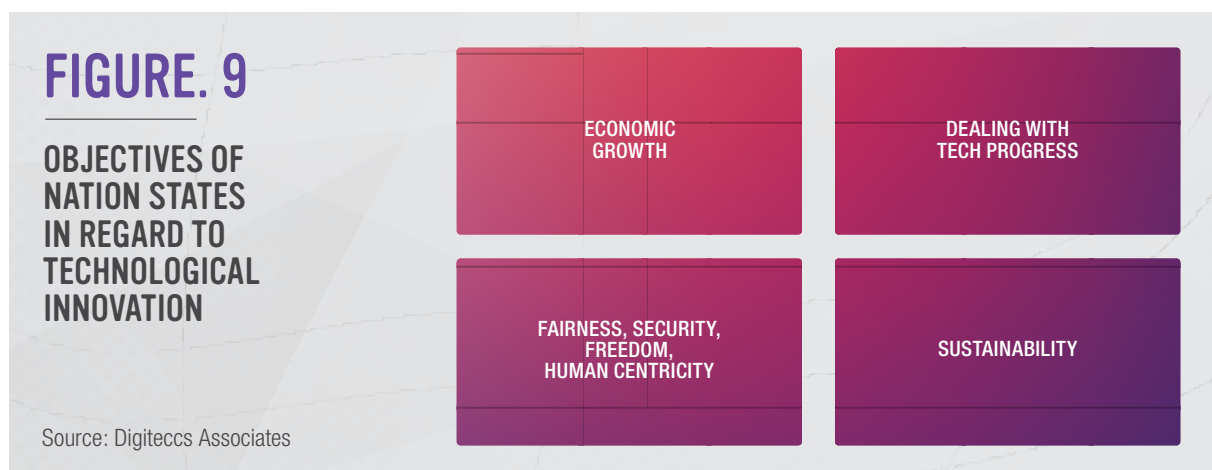 FIGURE. 9
OBJECTIVES OF
NATION STATES
IN REGARD TO
TECHNOLOGICAL
INNOVATION
Source: Digiteccs Associates
ECONOMIC
GROWTH
DEALING WITH
TECH PROGRESS
FAIRNESS, SECURITY,
FREEDOM,
HUMAN CENTRICITY
SUSTAINABILITY